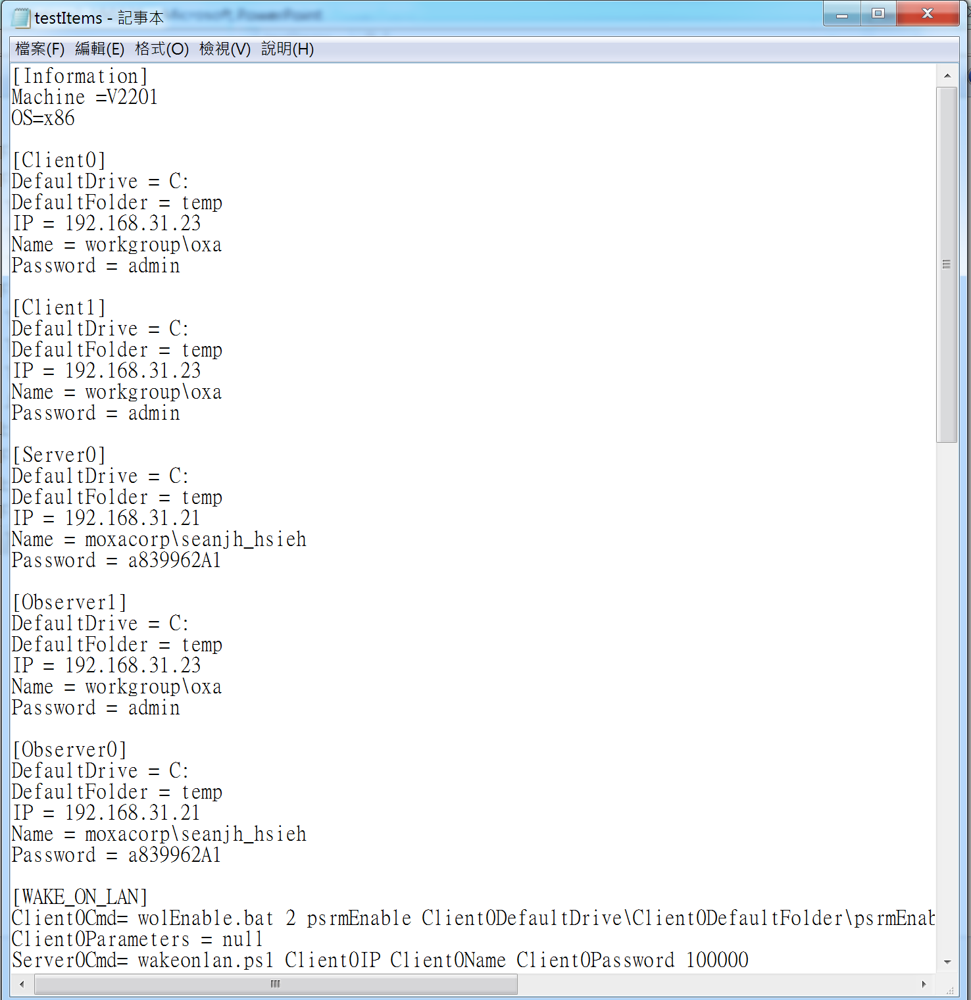 testItems - 記事本
檔案(F) 編輯(E) 格式(O) 檢視(V) 說明(H)
[Information]
Machine =V2201
OS=x86
[Client0]
DefaultDrive = C:
DefaultFolder = temp
IP = 192.168.31.23
Name = workgroup\oxa
Password = admin
[Client1]
DefaultDrive = C:
DefaultFolder = temp
IP = 192.168.31.23
Name = workgroup\oxa
Password = admin
[Server0]
DefaultDrive = C:
DefaultFolder = temp
IP = 192.168.31.21
Name = moxacorp\seanjh_hsieh
Password = a839962A1
[Observer1]
DefaultDrive = C:
DefaultFolder = temp
IP = 192.168.31.23
Name = workgroup\oxa
Password = admin
[Observer0]
DefaultDrive = C:
DefaultFolder = temp
IP = 192.168.31.21
Name = moxacorp\seanjh_hsieh
Password = a839962A1
[WAKE_ON_LAN]
Client0Cmd= wolEnable.bat 2 psrmEnable Client0DefaultDrive\Client0DefaultFolder\psrmEnab
Client0Parameters = null
Server0Cmd= wakeonlan.ps1 Client0IP Client0Name Client0Password 100000